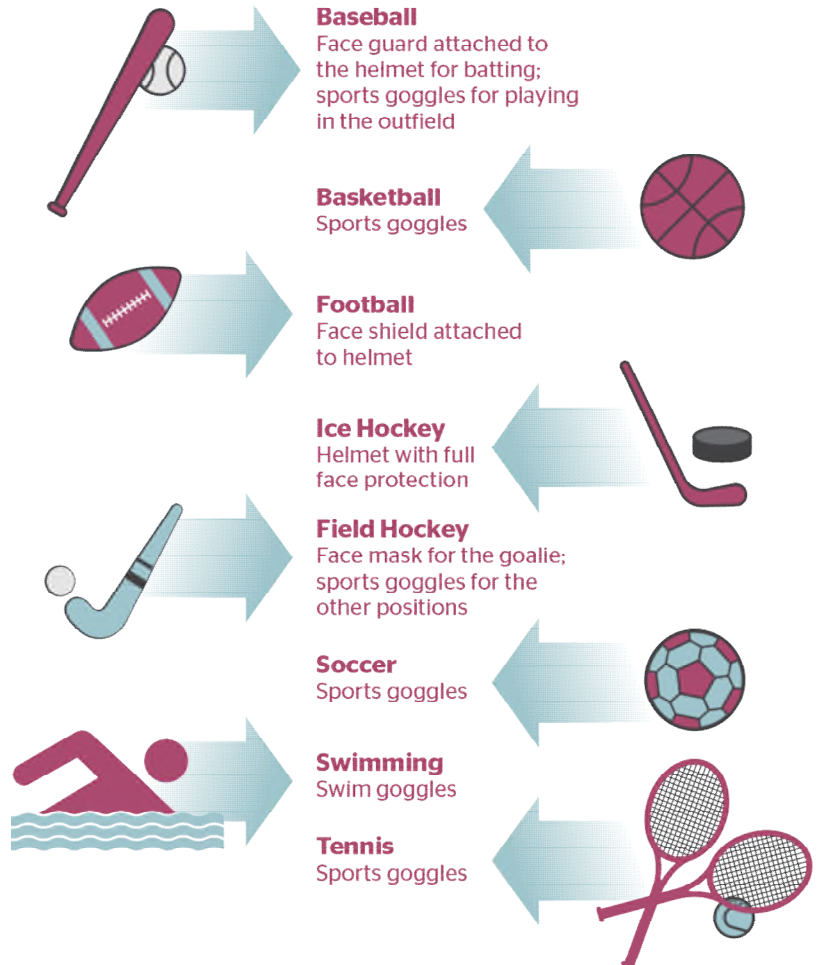 Baseball
Face guard attached to
the helmet for batting;
sports goggles for playing
in the outfield
Basketball
Sports goggles
Football
Face shield attached
to helmet
Ice Hockey
Helmet with full
face protection
Field Hockey
Face mask for the goalie;
sports goggles for the
other positions
Soccer
Sports goggles
Swimming
Swim goggles
Tennis
Sports goggles